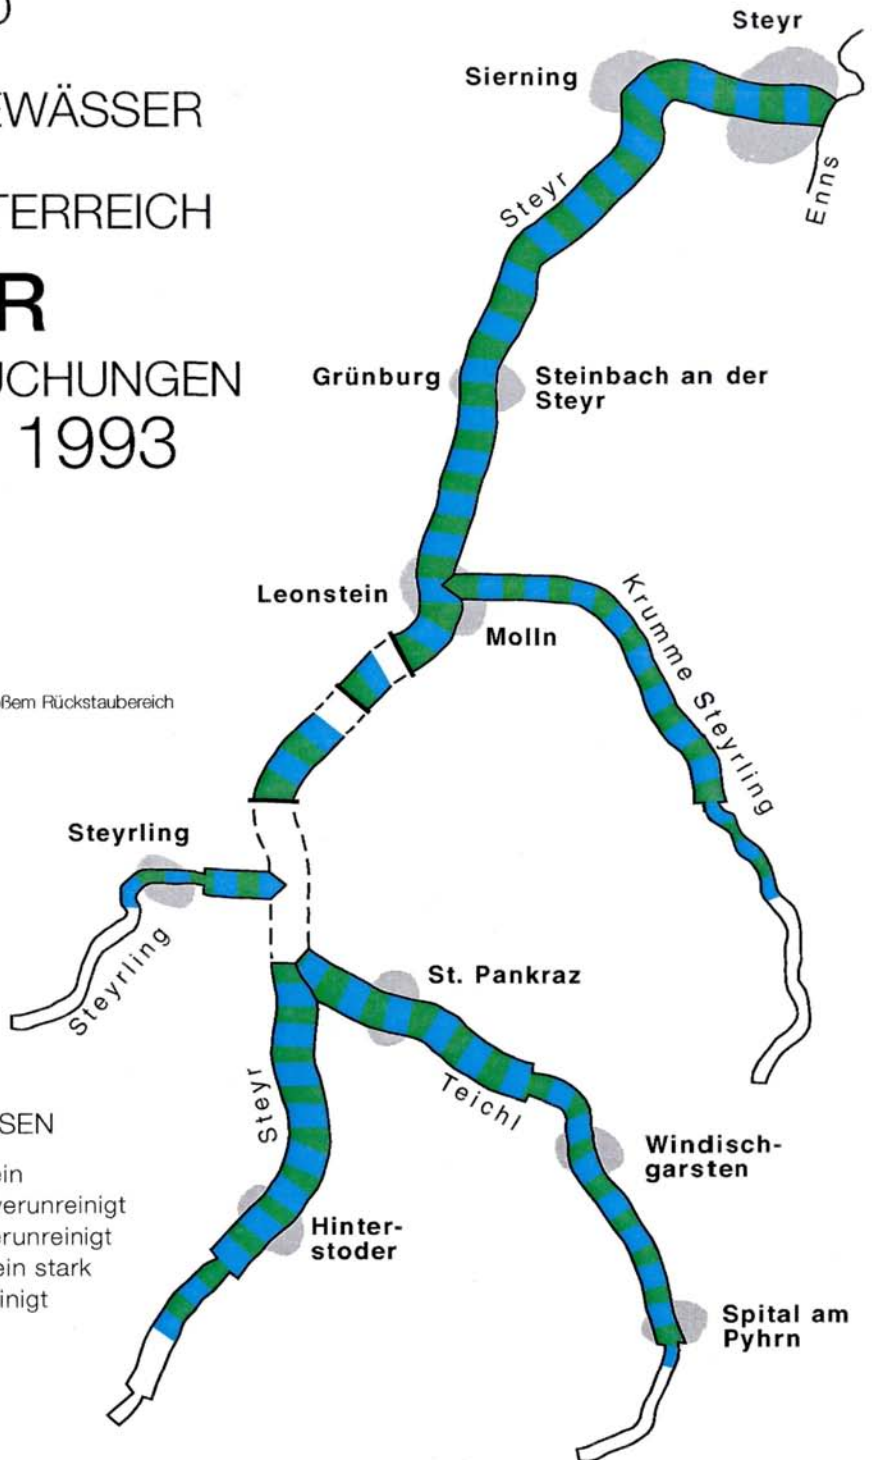 EWÄSSER
TERREICH
R
UCHUNGEN
1993
ßem Rückstaubereich
Steyr
Sierning
Enns
Steyr
Grünburg
Steinbach an der
Steyr
Leonstein
Molln
Krumme Steyrling
Steyrling
Steyrling
St. Pankraz
Teichl
Steyr
Windisch-
garsten
Hinter-
stoder
Spital am
Pyhrn
SEN
ein
verunreinigt
erunreinigt
ein stark
inigt